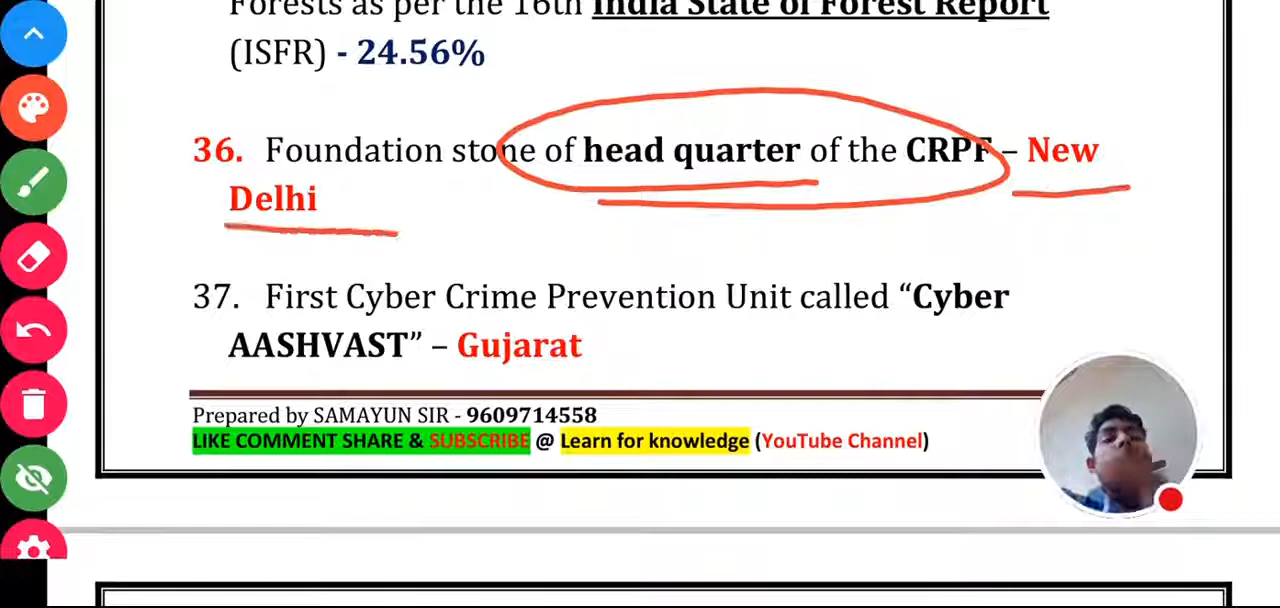 Forests as per the 16th India State of Forest Report
(ISFR) - 24.56%
36. Foundation stone of head quarter of the CRPF – New
Delhi
37. First Cyber Crime Prevention Unit called “Cyber
AASHVAST” – Gujarat
Prepared by SAMAYUN SIR - 9609714558
LIKE COMMENT SHARE & SUBSCRIBE @ Learn for knowledge (YouTube Channel)